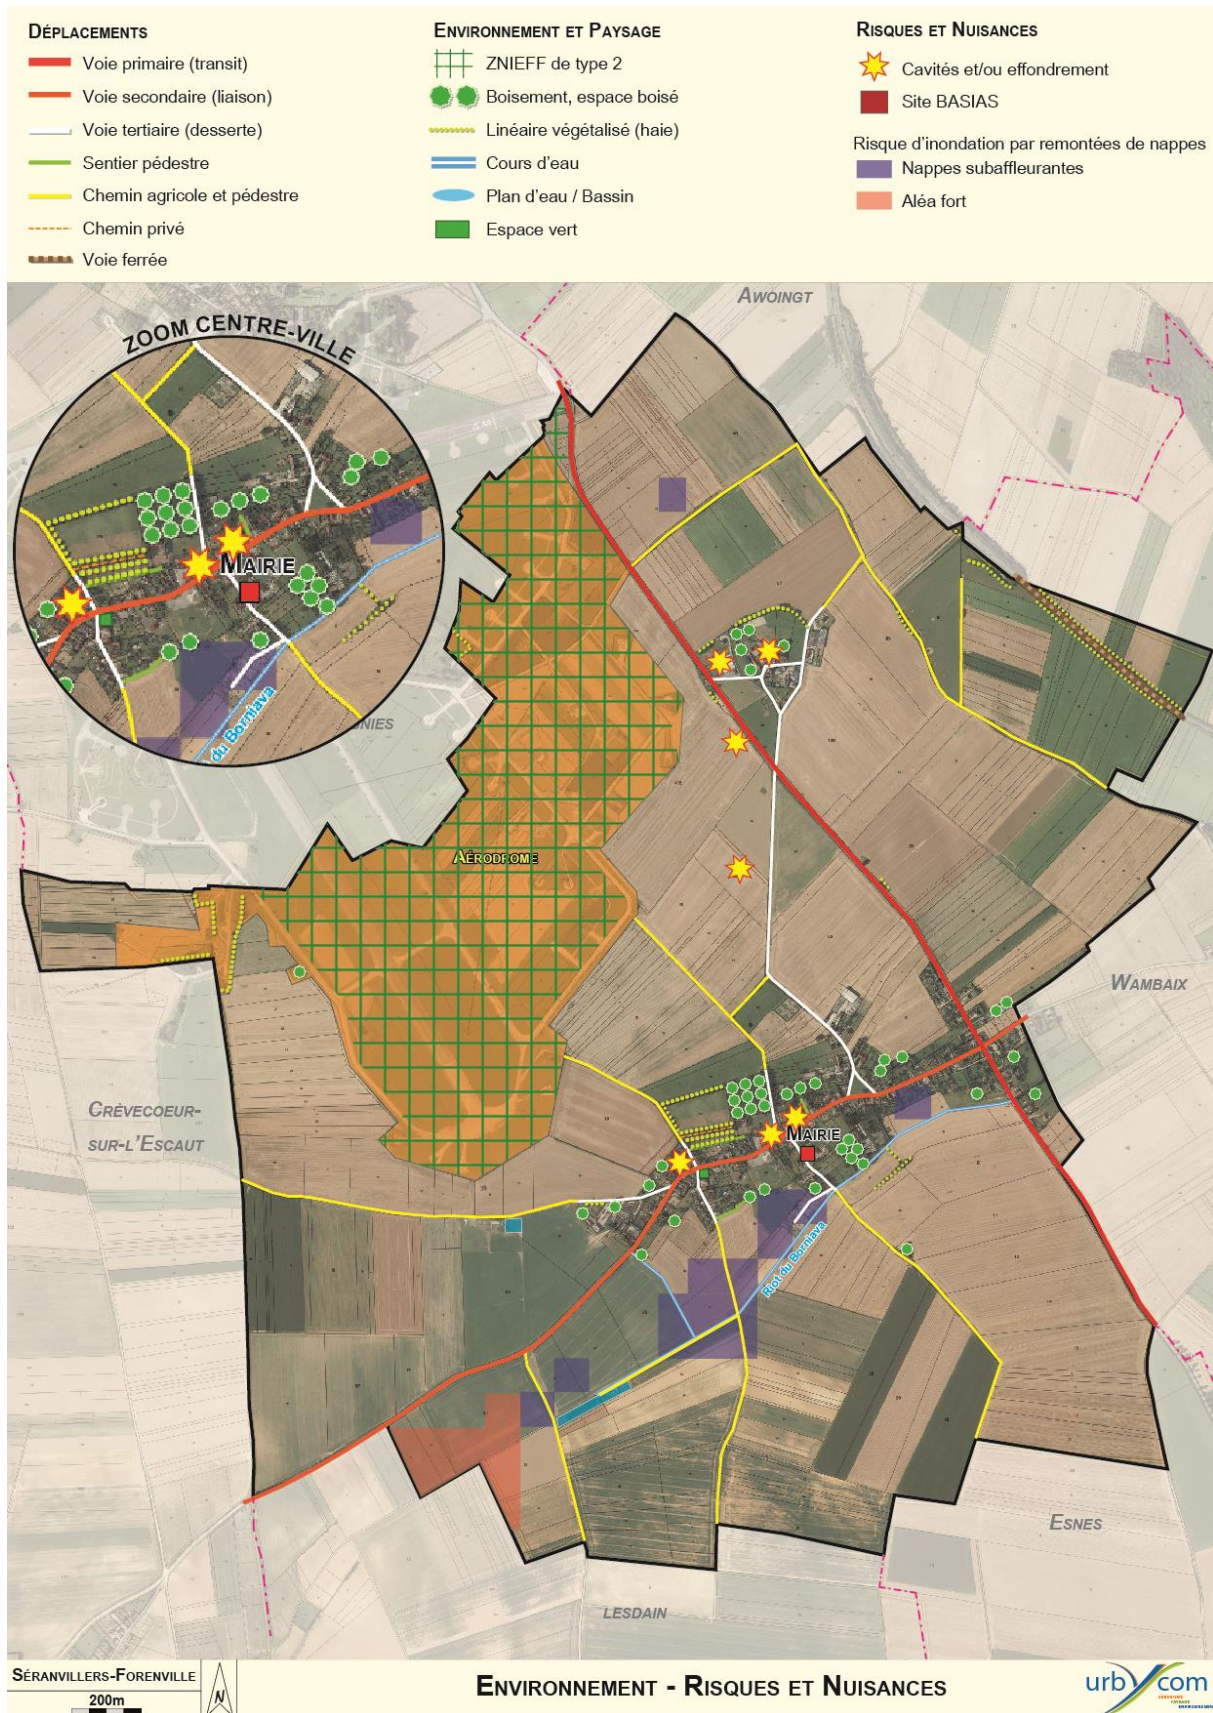 DÉPLACEMENTS
Voie primaire (transit)
Voie secondaire (liaison)
Voie tertiaire (desserte)
Sentier pédestre
Chemin agricole et pédestre
Chemin privé
Voie ferrée
ENVIRONNEMENT ET PAYSAGE
ZNIEFF de type 2
Boisement, espace boisé
Linéaire végétalisé (haie)
Cours d'eau
Plan d'eau / Bassin
Espace vert
RISQUES ET NUISANCES
Cavités et/ou effondrement
Site BASIAS
Risque d'inondation par remontées de nappes
Nappes subaffleurantes
Aléa fort
AWOINGT
ZOOM CENTRE-VILLE
MAIRIE
du Borniava
NIES
AÉRODROME
WAMBAIX
CRÈVECOEUR-
SUR-L'ESCAUT
MAIRIE
Riot du Borniava
ESNES
LESDAIN
SÉRANVILLERS-FORENVILLE
200m
N
ENVIRONNEMENT - RISQUES ET NUISANCES
urbycom